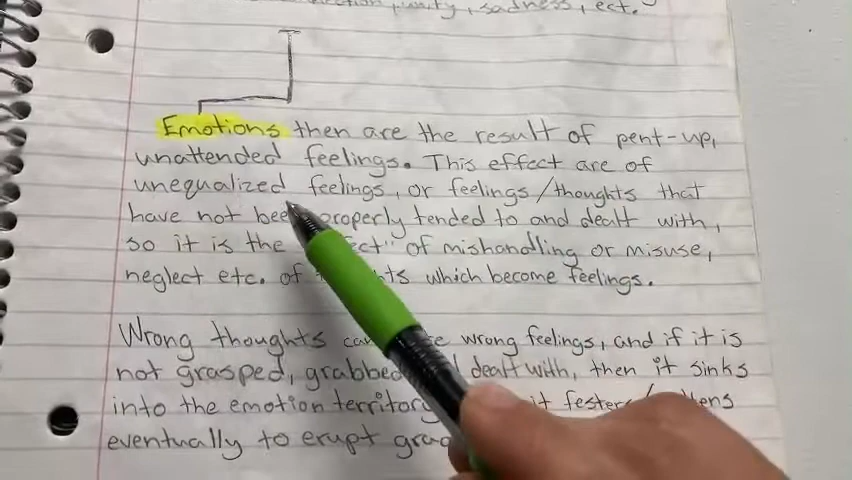 unity, sadness, ect.
Emotions then are the result of pent-up,
unattended feelings. This effect are of
unequalized feelings, or feelings/thoughts that
have not been properly tended to and dealt with,
so it is the "effect" of mishandling or misuse,
neglect etc. of which become feelings.
Wrong thoughts wrong feelings, and if it is
not grasped, grabbed dealt with, then it sinks
into the emotion territory it
eventually to erupt